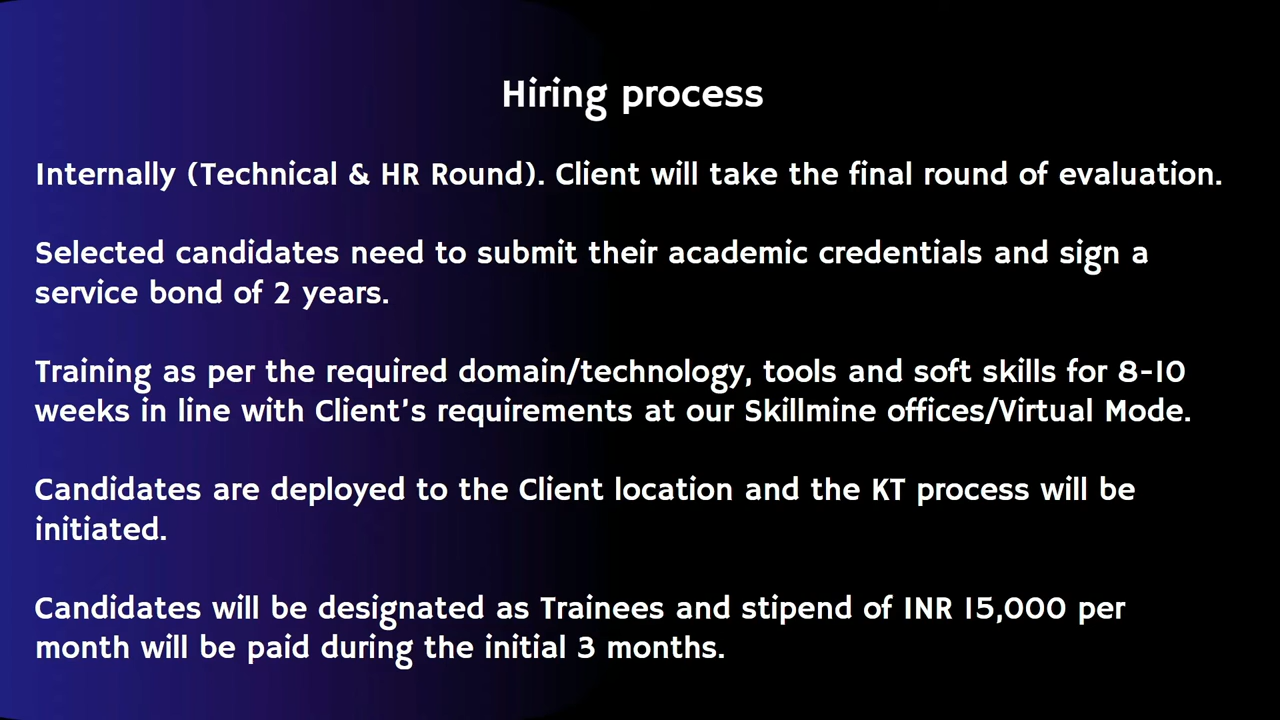 Hiring process
Internally (Technical & HR Round). Client will take the final round of evaluation.
Selected candidates need to submit their academic credentials and sign a
service bond of 2 years.
Training as per the required domain/technology, tools and soft skills for 8-10
weeks in line with Client's requirements at our Skillmine offices/Virtual Mode.
Candidates are deployed to the Client location and the KT process will be
initiated.
Candidates will be designated as Trainees and stipend of INR 15,000 per
month will be paid during the initial 3 months.